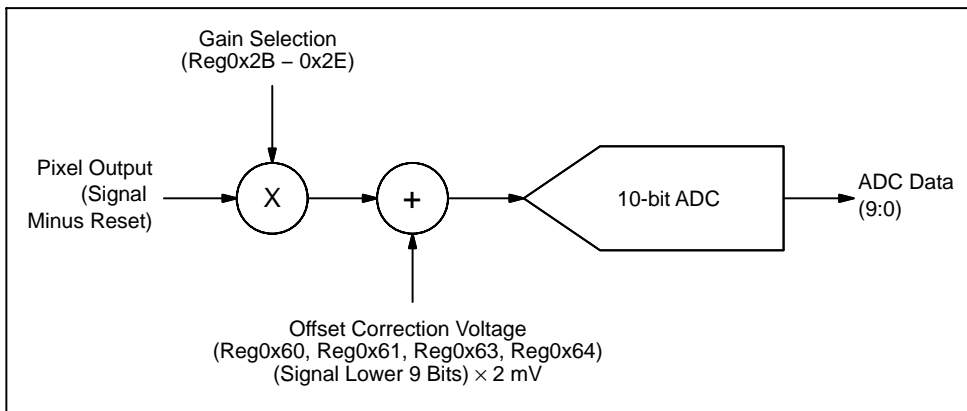 Gain Selection
(Reg0x2B − 0x2E)
Pixel Output
(Signal
Minus Reset)
X
+
10-bit ADC
ADC Data
(9:0)
Offset Correction Voltage
(Reg0x60, Reg0x61, Reg0x63, Reg0x64)
(Signal Lower 9 Bits) × 2 mV